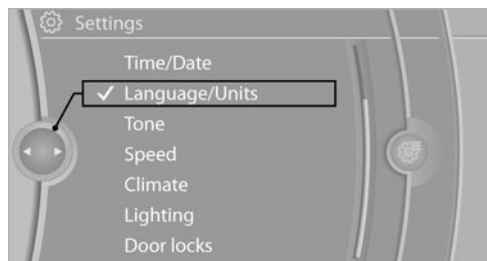 Settings
Time/Date
Language/Units
Tone
Speed
Climate
Lighting
Door locks